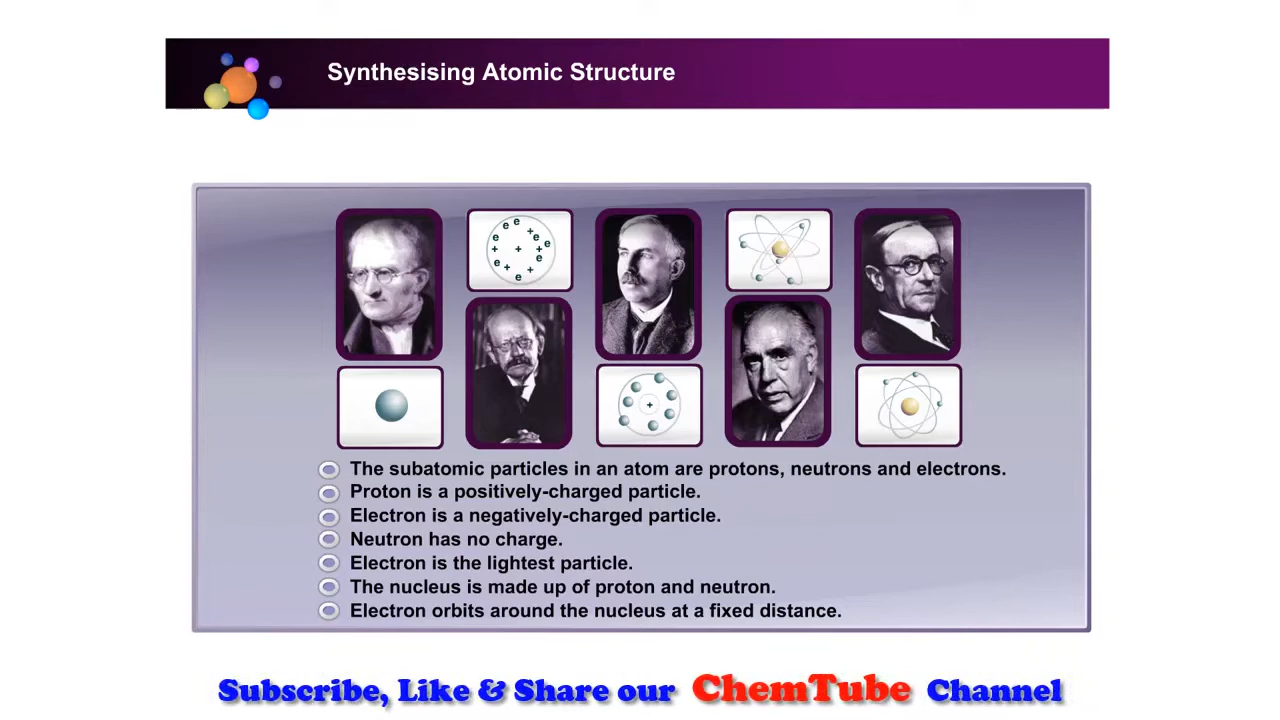 Synthesising Atomic Structure
e e e e e e e e
+ + + + + + +
+
The subatomic particles in an atom are protons, neutrons and electrons.
Proton is a positively-charged particle.
Electron is a negatively-charged particle.
Neutron has no charge.
Electron is the lightest particle.
The nucleus is made up of proton and neutron.
Electron orbits around the nucleus at a fixed distance.
Subscribe, Like & Share our ChemTube Channel